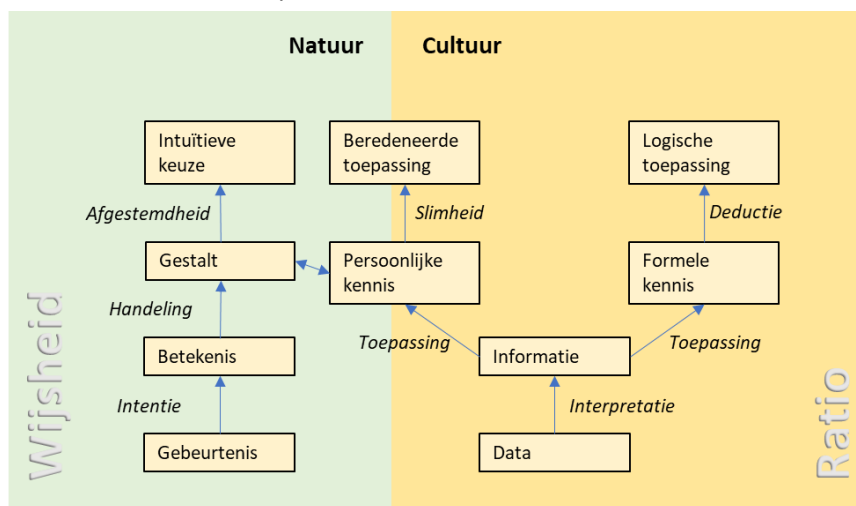 Natuur
Cultuur
Intuïtieve
keuze
Beredeneerde
toepassing
Logische
toepassing
Afgestemdheid
Slimheid
Deductie
Gestalt
Persoonlijke
kennis
Formele
kennis
Handeling
Toepassing
Toepassing
Betekenis
Informatie
Intentie
Interpretatie
Gebeurtenis
Data
Wijsheid
Ratio